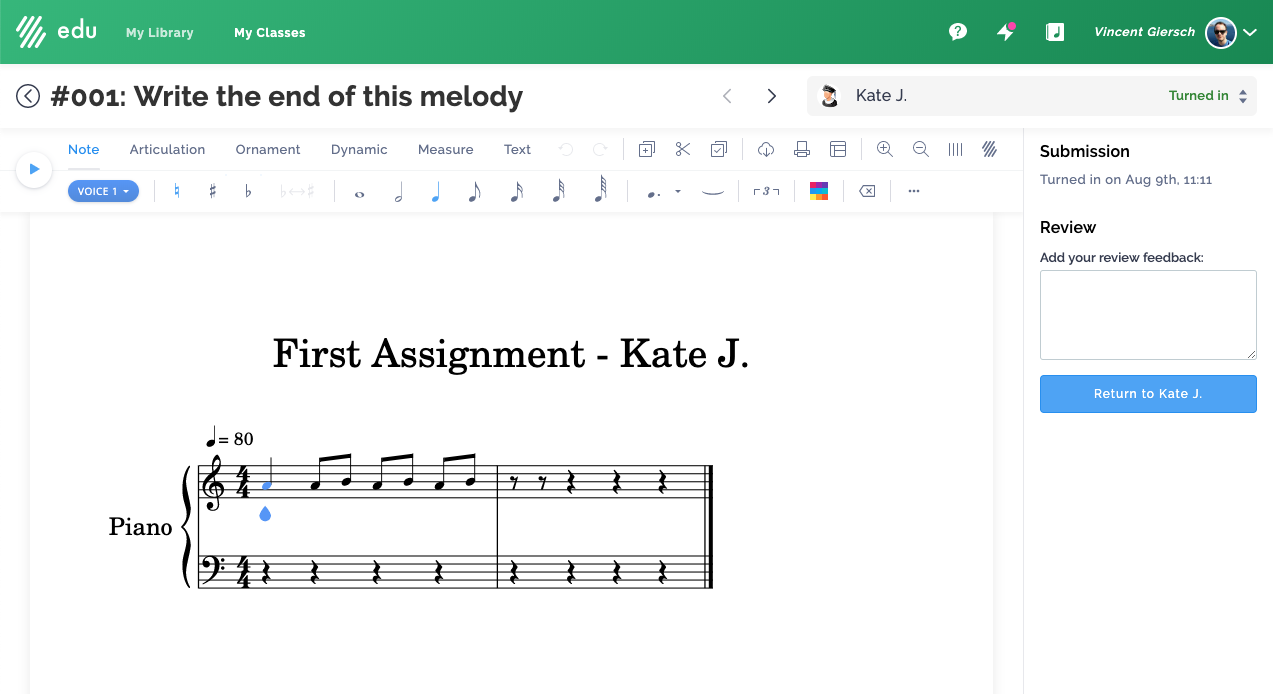 edu My Library My Classes ? Vincent Giersch
#001: Write the end of this melody Kate J. Turned in
Note Articulation Ornament Dynamic Measure Text
VOICE 1 3 ...
Submission
Turned in on Aug 9th, 11:11
Review
Add your review feedback:
Return to Kate J.
First Assignment - Kate J.
= 80
4
4
Piano
4
4